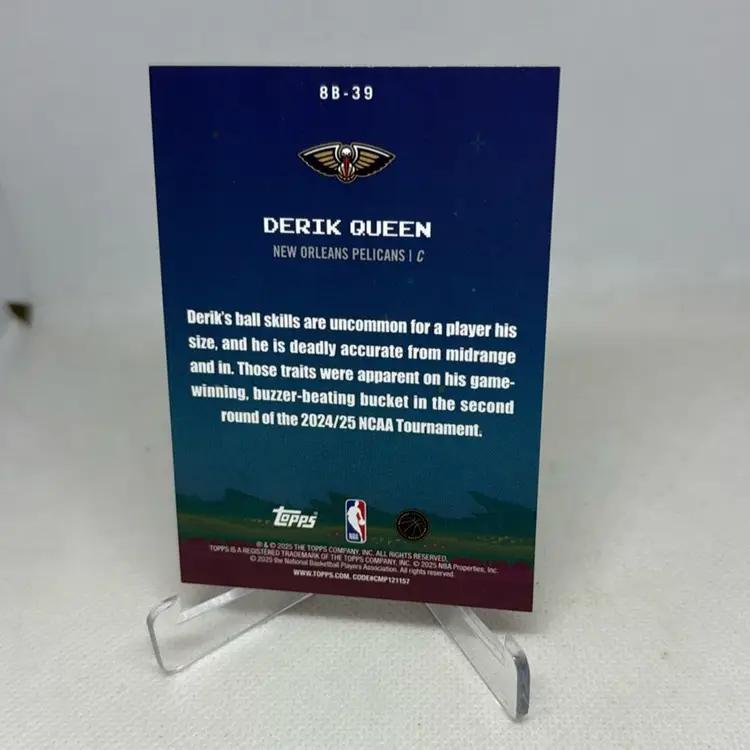 8B-39
DERIK QUEEN
NEW ORLEANS PELICANS | C
Derik's ball skills are uncommon for a player his
size, and he is deadly accurate from midrange
and in. Those traits were apparent on his game-
winning, buzzer-beating bucket in the second
round of the 2024/25 NCAA Tournament.
topps®
NBA
® & © 2025 THE TOPPS COMPANY, INC. ALL RIGHTS RESERVED.
TOPPS IS A REGISTERED TRADEMARK OF THE TOPPS COMPANY, INC. © 2025 NBA Properties, Inc.
© 2025 the National Basketball Players Association. All rights reserved.
WWW.TOPPS.COM. CODE#CMP121157